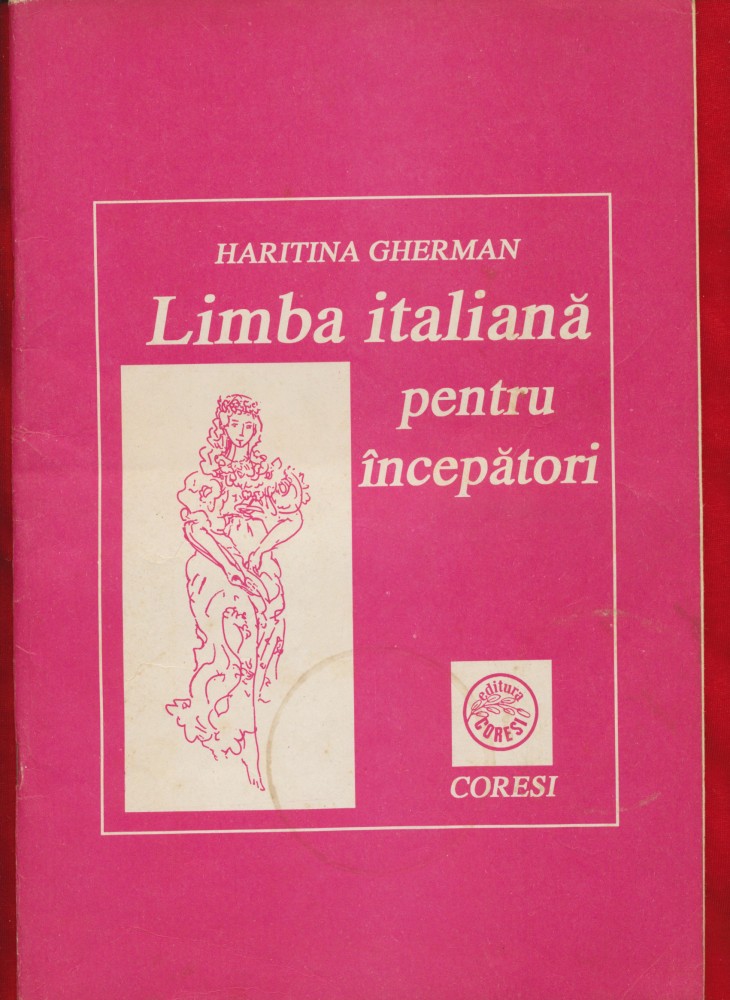 HARITINA GHERMAN
Limba italiană
pentru
începători
editura
CORESI
CORESI